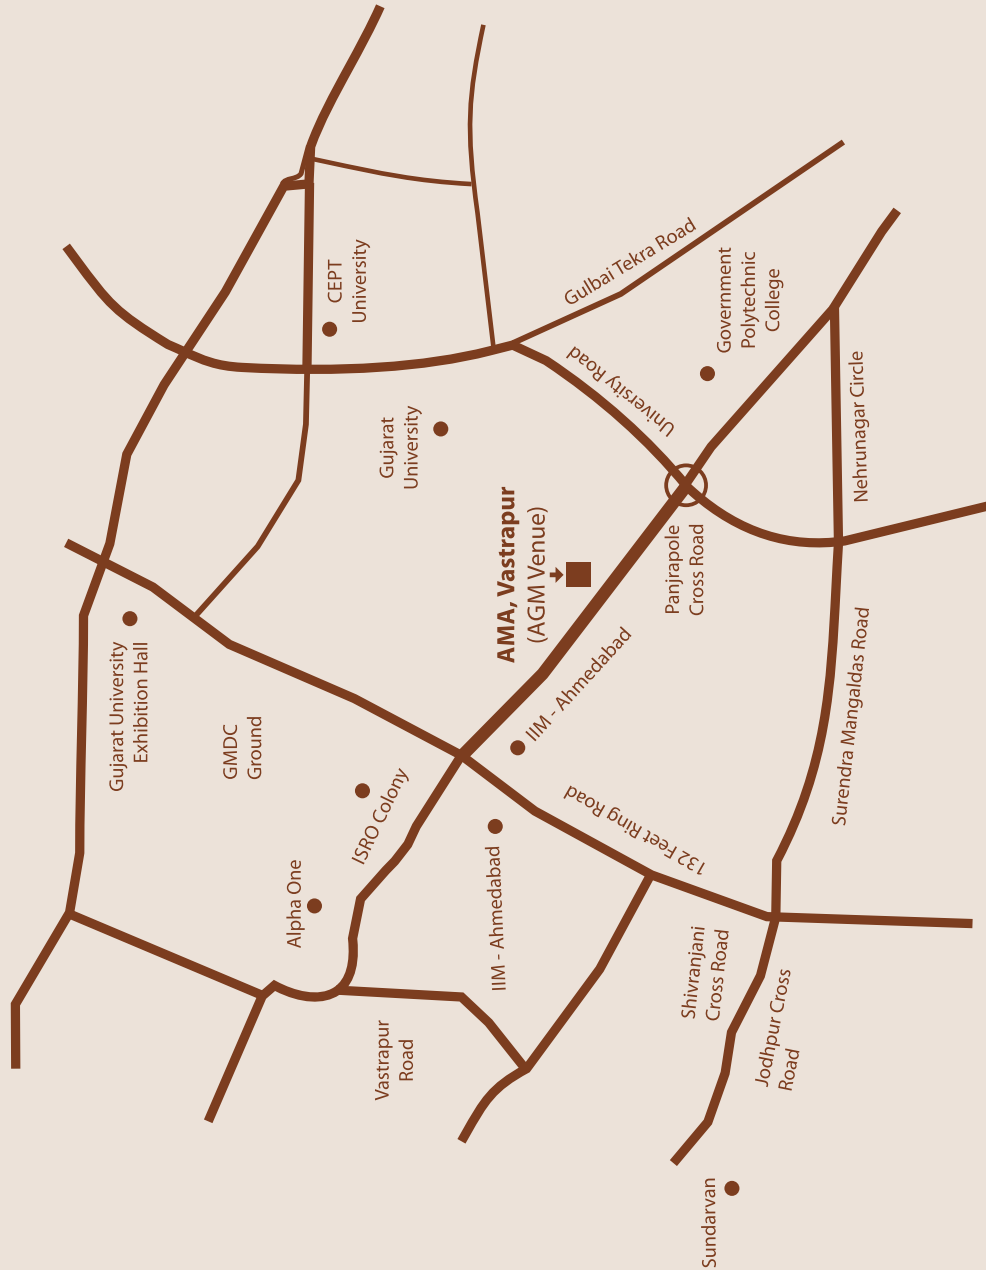 Gujarat University
Exhibition Hall
GMDC
Ground
Alpha One
ISRO Colony
Vastrapur
Road
CEPT
University
Gujarat
University
AMA, Vastrapur
(AGM Venue)
IIM - Ahmedabad
IIM - Ahmedabad
132 Feet Ring Road
Gulbai Tekra Road
University Road
Government
Polytechnic
College
Panjrapole
Cross Road
Nehrunagar Circle
Surendra Mangaldas Road
Shivranjani
Cross Road
Jodhpur Cross
Road
Sundarvan